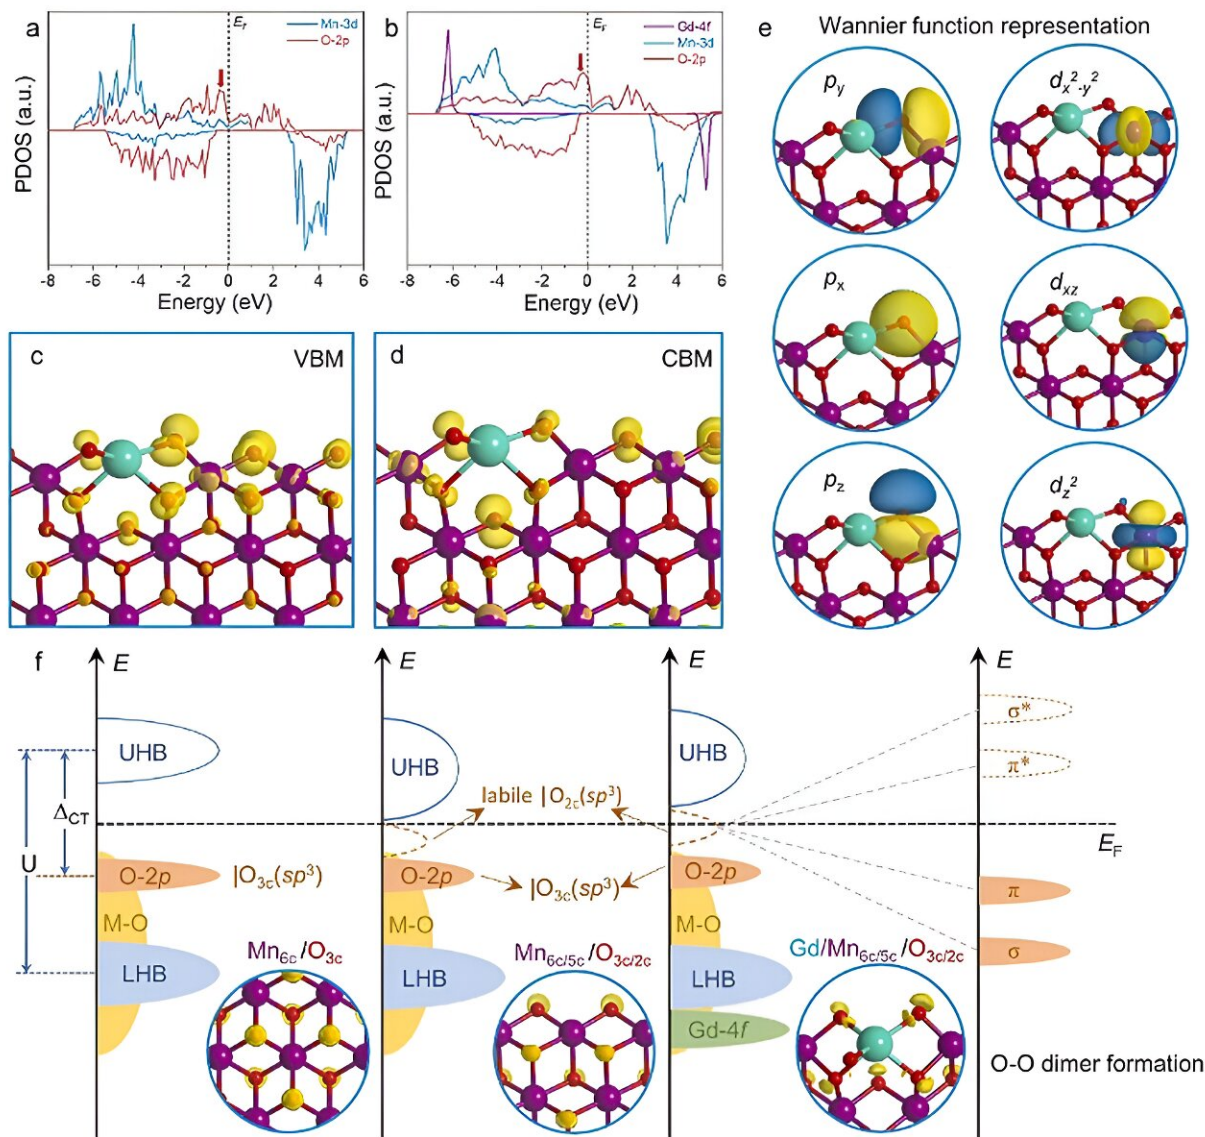 a
E_F
Mn-3d
O-2p
PDOS (a.u.)
-8 -6 -4 -2 0 2 4 6
Energy (eV)
b
E_F
Gd-4f
Mn-3d
O-2p
PDOS (a.u.)
-8 -6 -4 -2 0 2 4 6
Energy (eV)
c
VBM
d
CBM
e
Wannier function representation
p_y
d_x²-y²
p_x
d_xz
p_z
d_z²
f
E
E
E
E
UHB
UHB
UHB
σ*
π*
labile |O_2c(sp³)
Δ_CT
U
E_F
O-2p
|O_3c(sp³)
O-2p
|O_3c(sp³)
O-2p
π
M-O
M-O
M-O
σ
LHB
LHB
LHB
Gd-4f
Mn_6c/O_3c
Mn_6c/5c/O_3c/2c
Gd/Mn_6c/5c/O_3c/2c
O-O dimer formation